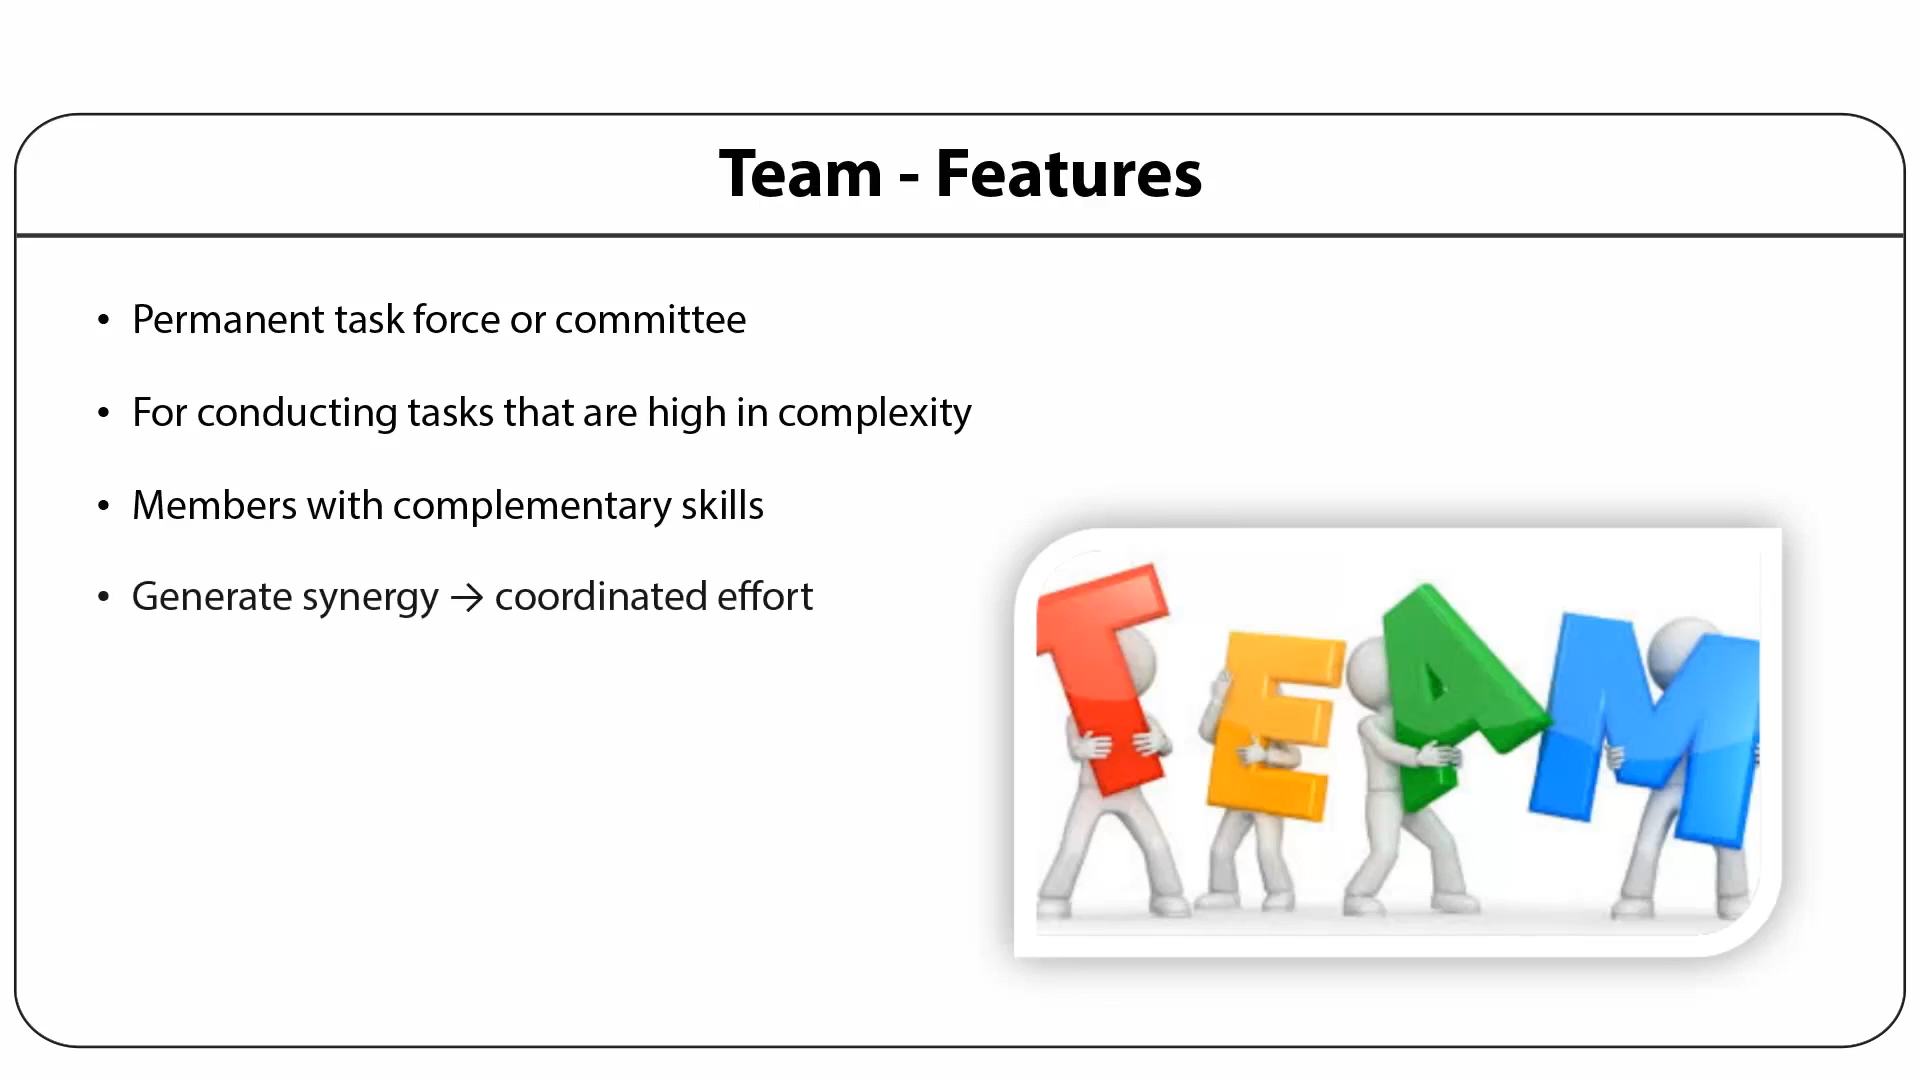 Team - Features
• Permanent task force or committee
• For conducting tasks that are high in complexity
• Members with complementary skills
• Generate synergy → coordinated effort
TEAM